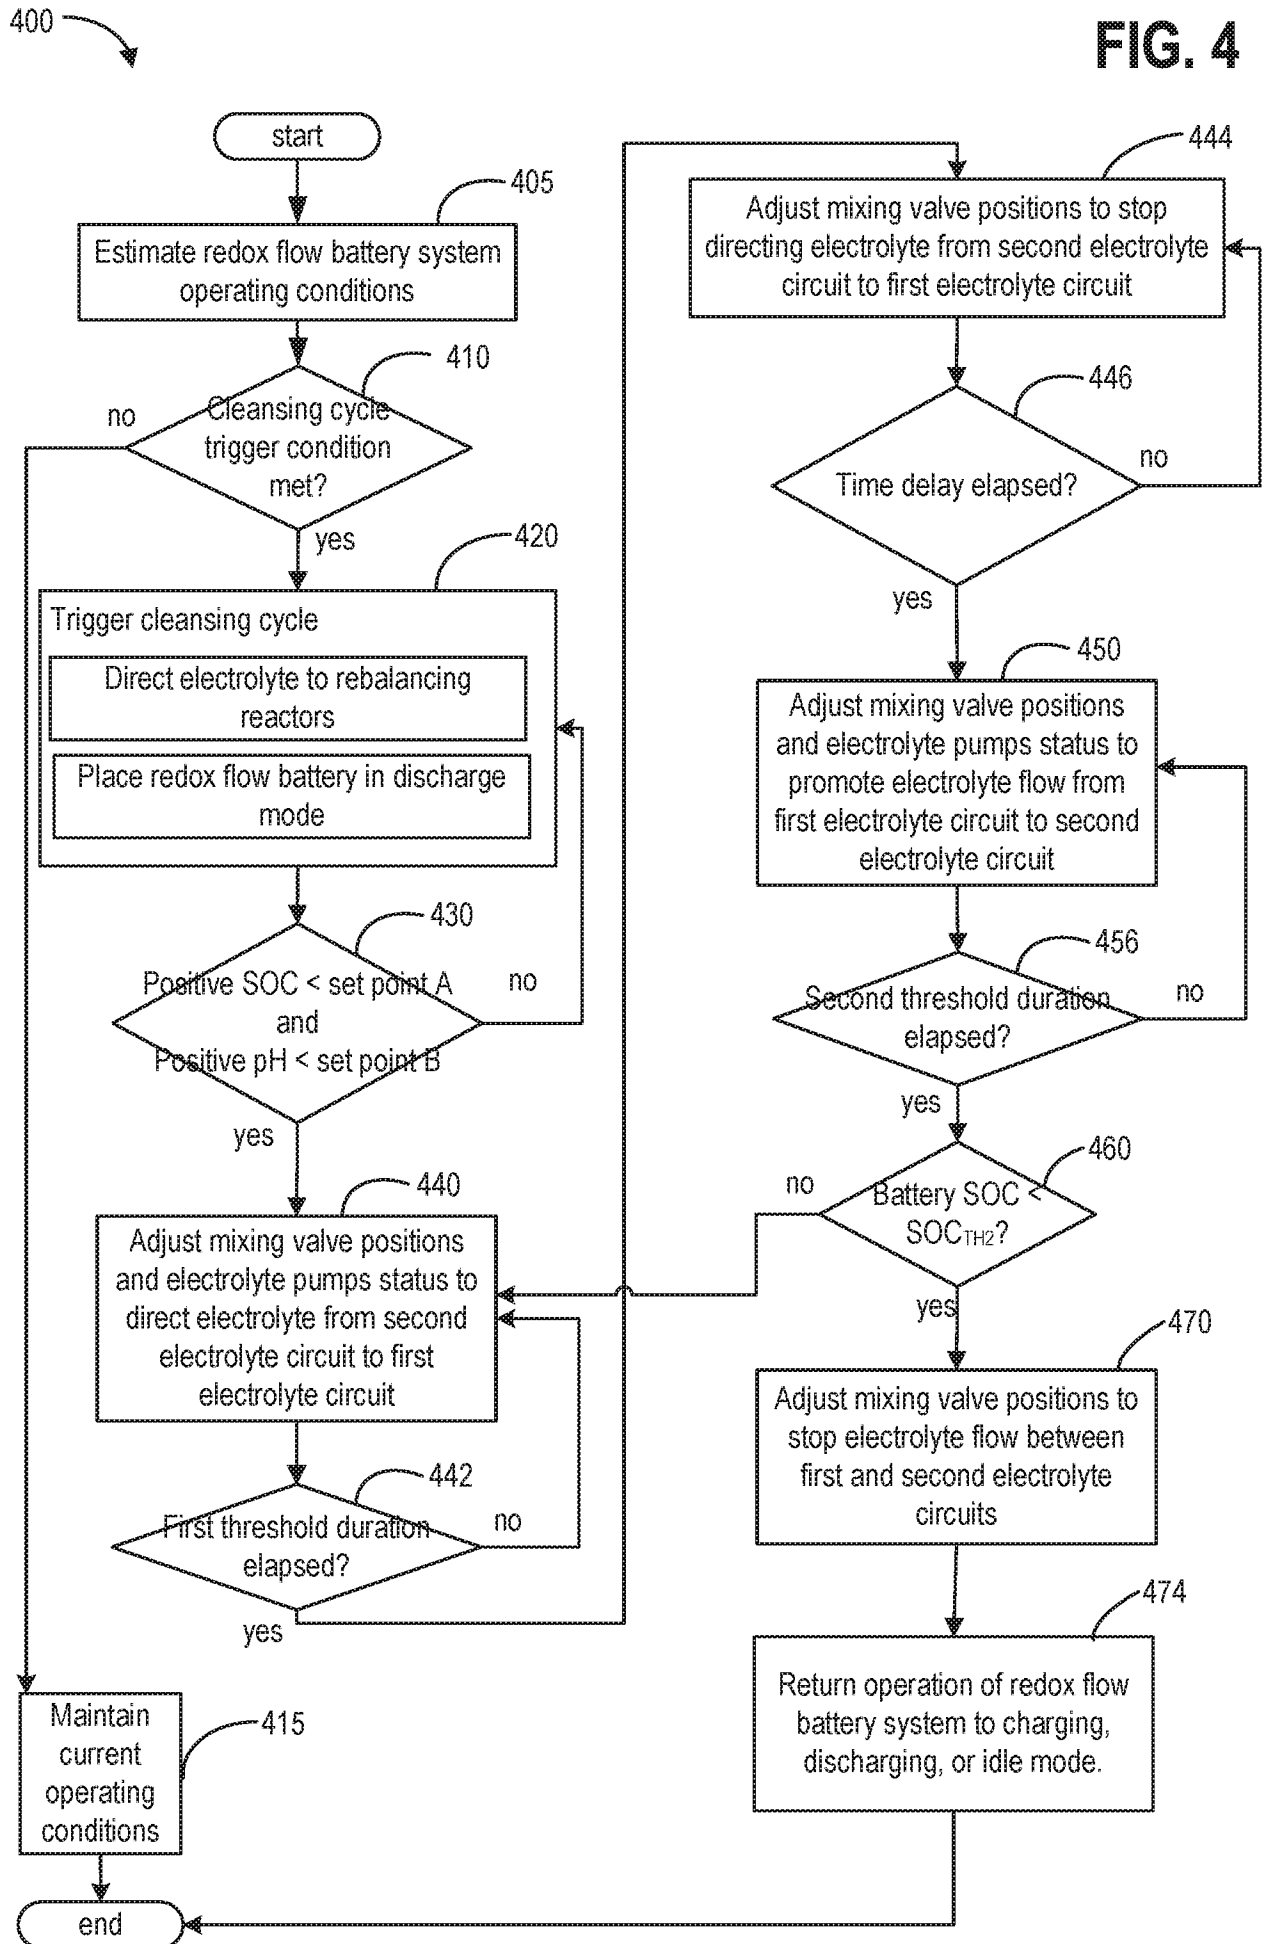 400
FIG. 4
start
405
Estimate redox flow battery system
operating conditions
410
no
Cleansing cycle
trigger condition
met?
yes
420
Trigger cleansing cycle
Direct electrolyte to rebalancing
reactors
Place redox flow battery in discharge
mode
430
Positive SOC < set point A
and
Positive pH < set point B
no
yes
440
Adjust mixing valve positions
and electrolyte pumps status to
direct electrolyte from second
electrolyte circuit to first
electrolyte circuit
442
First threshold duration
elapsed?
no
yes
Maintain
current
operating
conditions
415
end
444
Adjust mixing valve positions to stop
directing electrolyte from second electrolyte
circuit to first electrolyte circuit
446
Time delay elapsed?
no
yes
450
Adjust mixing valve positions
and electrolyte pumps status to
promote electrolyte flow from
first electrolyte circuit to second
electrolyte circuit
456
Second threshold duration
elapsed?
no
yes
460
no
Battery SOC <
SOCTH2?
yes
470
Adjust mixing valve positions to
stop electrolyte flow between
first and second electrolyte
circuits
474
Return operation of redox flow
battery system to charging,
discharging, or idle mode.